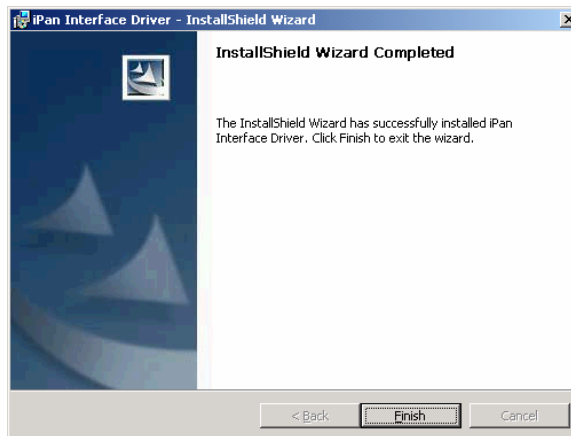 iPan Interface Driver - InstallShield Wizard
InstallShield Wizard Completed
The InstallShield Wizard has successfully installed iPan
Interface Driver. Click Finish to exit the wizard.
< Back Finish Cancel